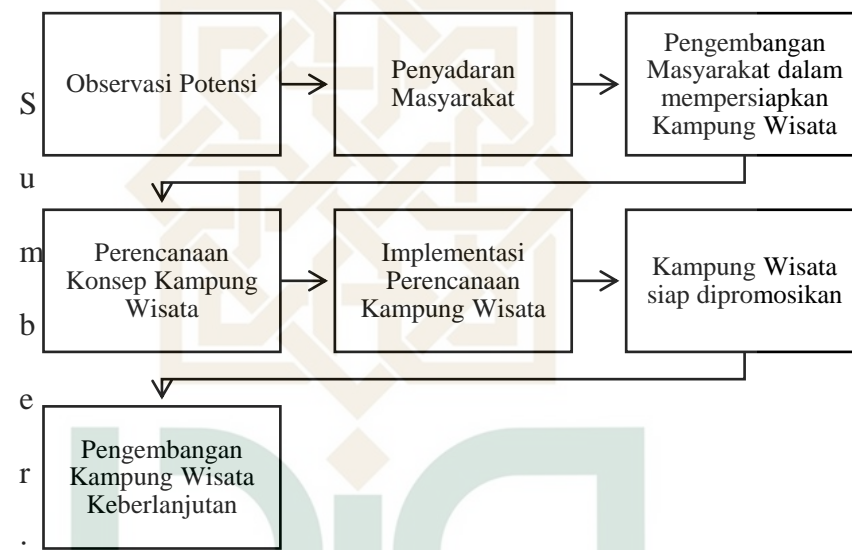 Observasi Potensi
Penyadaran
Masyarakat
Pengembangan
Masyarakat dalam
mempersiapkan
Kampung Wisata
Perencanaan
Konsep Kampung
Wisata
Implementasi
Perencanaan
Kampung Wisata
Kampung Wisata
siap dipromosikan
Pengembangan
Kampung Wisata
Keberlanjutan
S
u
m
b
e
r
.